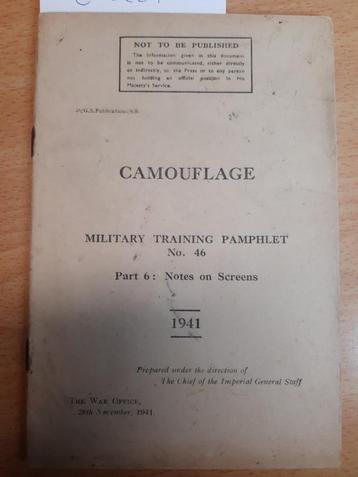 NOT TO BE PUBLISHED
The information given in this document
is not to be communicated, either directly
or indirectly, to the Press or to any person
not holding an official position in His
Majesty's Service.
CAMOUFLAGE
MILITARY TRAINING PAMPHLET
No. 46
Part 6: Notes on Screens
1941
Prepared under the direction of
The Chief of the Imperial General Staff
THE WAR OFFICE,
28th November, 1941.